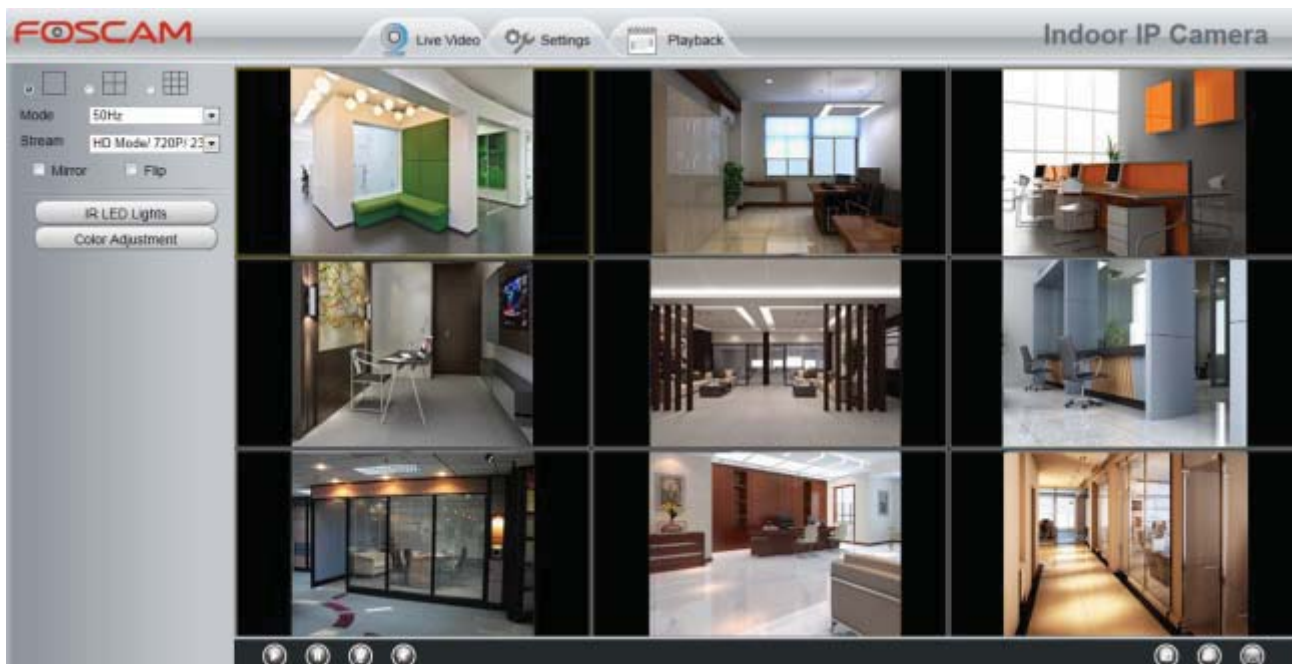 FOSCAM
Live Video
Settings
Playback
Indoor IP Camera
Mode
50Hz
Stream
HD Mode/ 720P/ 23
Mirror
Flip
IR LED Lights
Color Adjustment